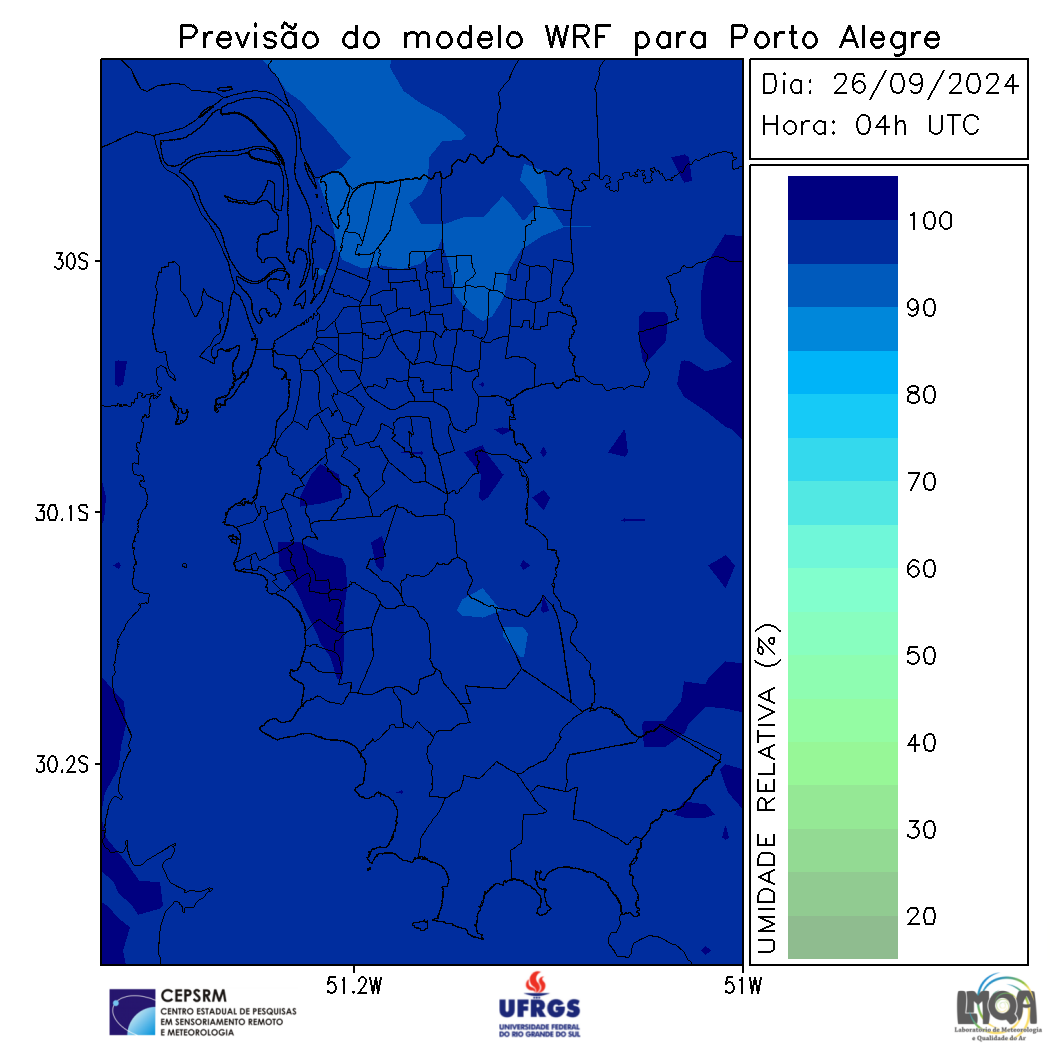 Previsão do modelo WRF para Porto Alegre
Dia: 26/09/2024
Hora: 04h UTC
30S
30.1S
30.2S
51.2W
51W
UMIDADE RELATIVA (%)
100
90
80
70
60
50
40
30
20
CEPSRM
CENTRO ESTADUAL DE PESQUISAS
EM SENSORIAMENTO REMOTO
E METEOROLOGIA
UFRGS
UNIVERSIDADE FEDERAL
DO RIO GRANDE DO SUL
LMQA
Laboratório de Meteorologia
e Qualidade do Ar